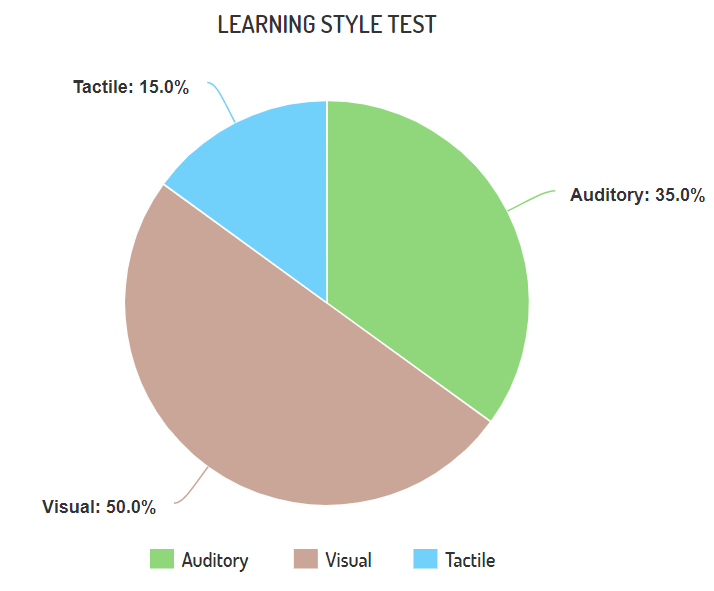 LEARNING STYLE TEST
Tactile: 15.0%
Auditory: 35.0%
Visual: 50.0%
Auditory Visual Tactile